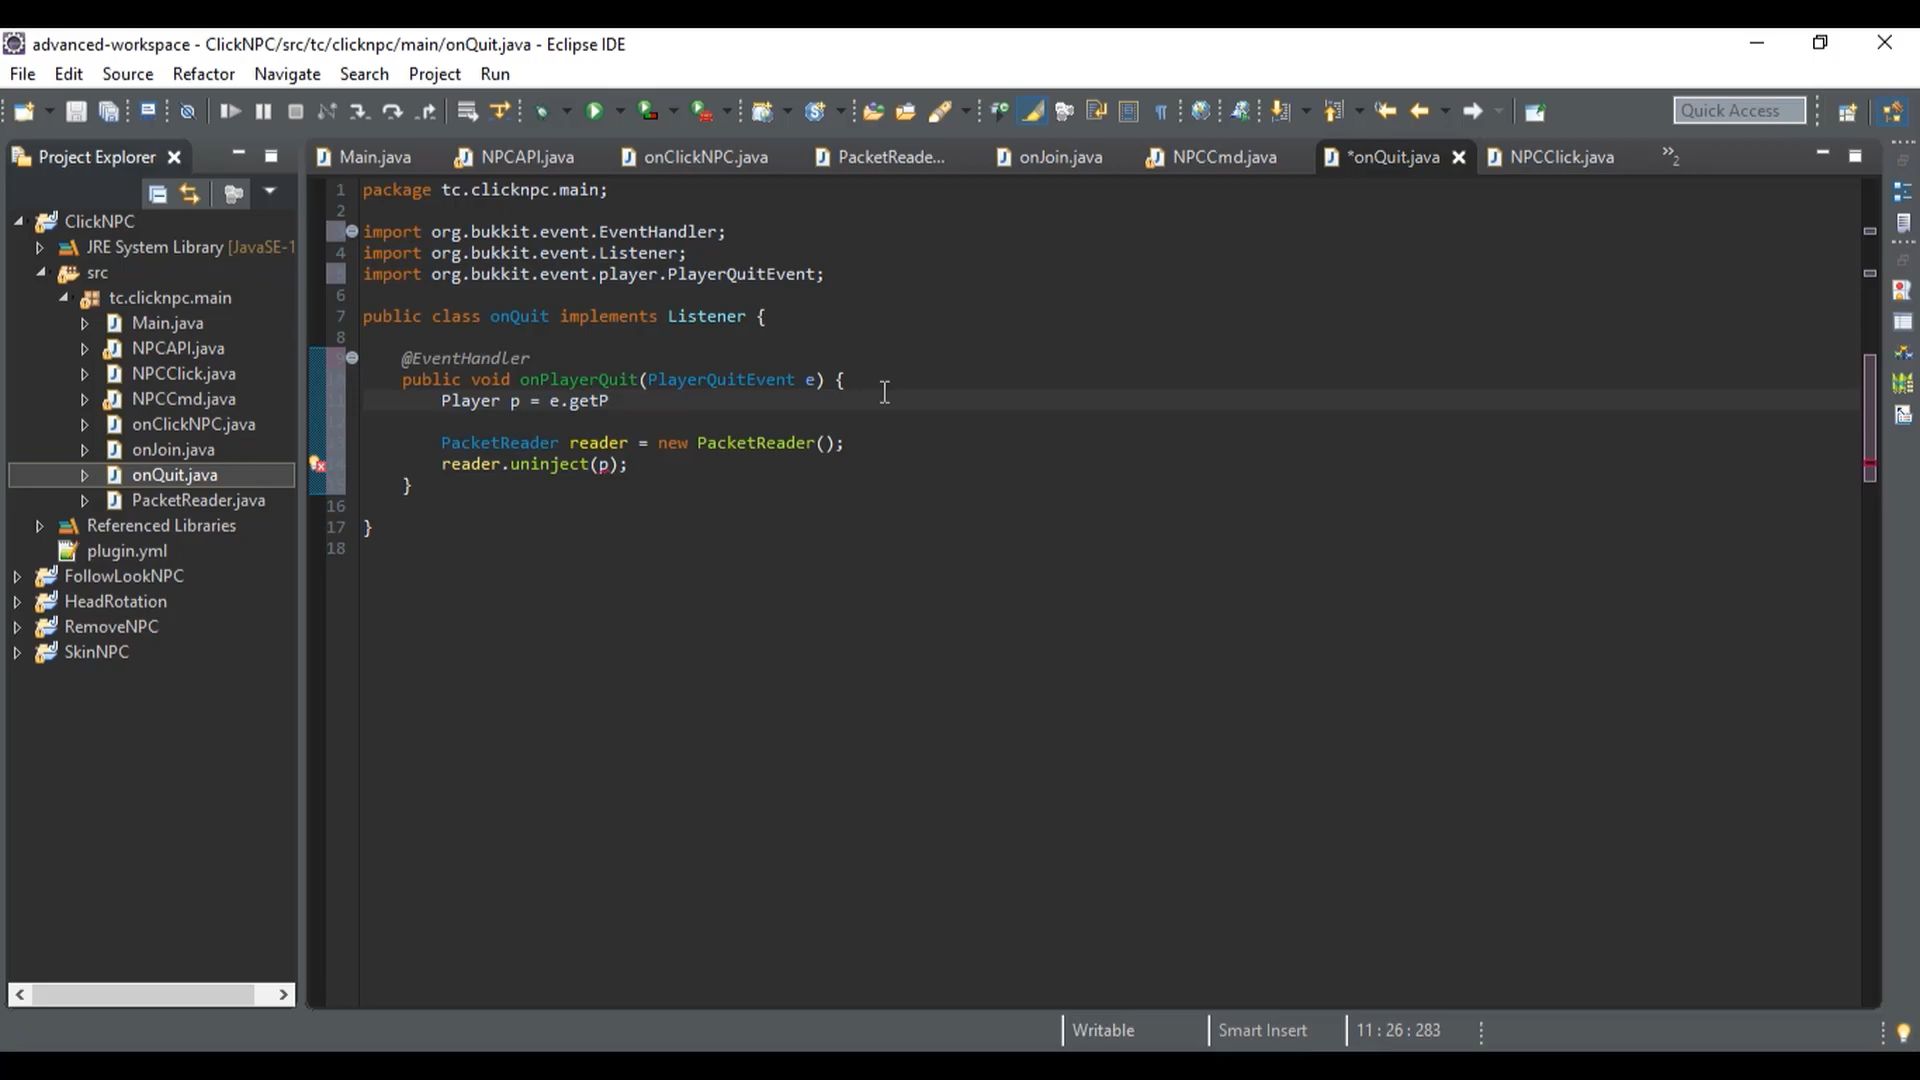 advanced-workspace - ClickNPC/src/tc/clicknpc/main/onQuit.java - Eclipse IDE
File Edit Source Refactor Navigate Search Project Run
Quick Access
Project Explorer
Main.java NPCAPI.java onClickNPC.java PacketReade... onJoin.java NPCCmd.java *onQuit.java NPCClick.java »2
ClickNPC
JRE System Library [JavaSE-1
src
tc.clicknpc.main
Main.java
NPCAPI.java
NPCClick.java
NPCCmd.java
onClickNPC.java
onJoin.java
onQuit.java
PacketReader.java
Referenced Libraries
plugin.yml
FollowLookNPC
HeadRotation
RemoveNPC
SkinNPC
1 package tc.clicknpc.main;
2
import org.bukkit.event.EventHandler;
4 import org.bukkit.event.Listener;
import org.bukkit.event.player.PlayerQuitEvent;
6
7 public class onQuit implements Listener {
8
9 @EventHandler
10 public void onPlayerQuit(PlayerQuitEvent e) {
11 Player p = e.getP
12
13 PacketReader reader = new PacketReader();
reader.uninject(p);
}
16
17 }
18
Writable Smart Insert 11 : 26 : 283